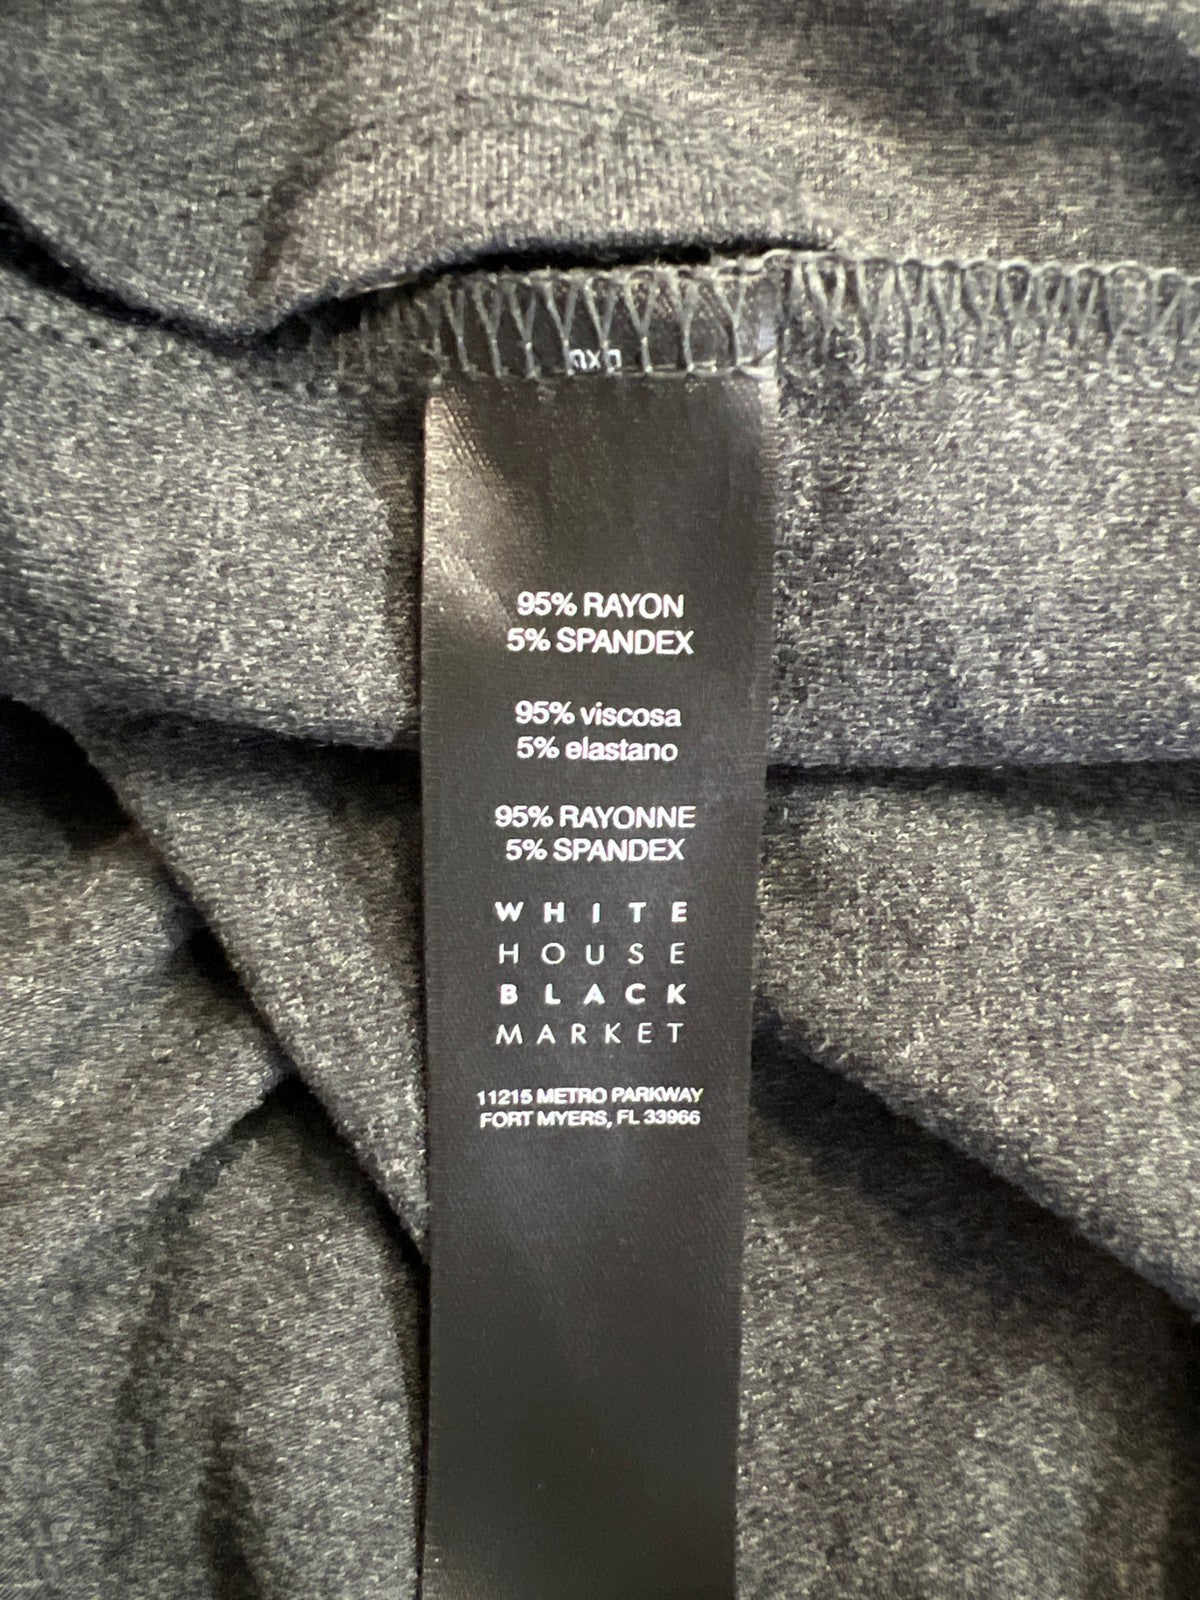 95% RAYON
5% SPANDEX
95% viscosa
5% elastano
95% RAYONNE
5% SPANDEX
WHITE
HOUSE
BLACK
MARKET
11215 METRO PARKWAY
FORT MYERS, FL 33966